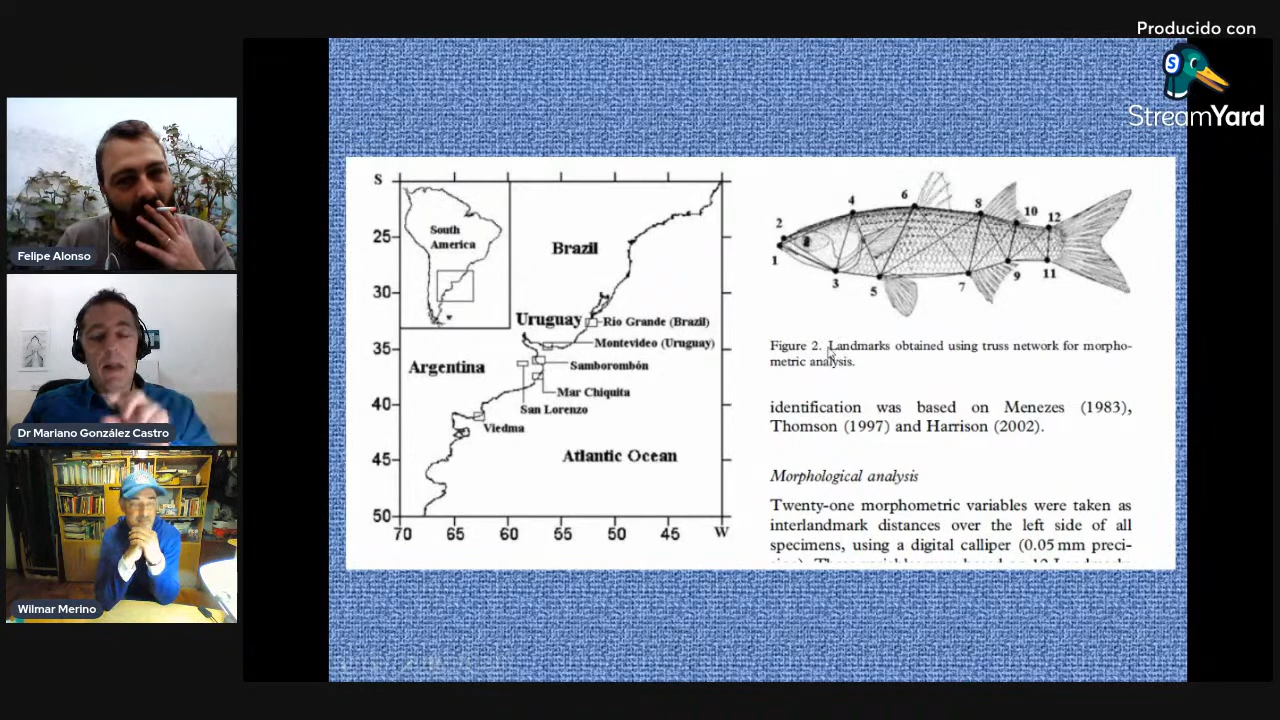 Producido con
StreamYard
Felipe Alonso
Dr Mariano González Castro
Wilmar Merino
S
25
30
35
40
45
50
70
65
60
55
50
45
W
South
America
Brazil
Uruguay
Rio Grande (Brazil)
Montevideo (Uruguay)
Argentina
Samborombón
Mar Chiquita
San Lorenzo
Viedma
Atlantic Ocean
1
2
3
4
5
6
7
8
9
10
11
12
Figure 2. Landmarks obtained using truss network for morpho-
metric analysis.
identification was based on Menezes (1983),
Thomson (1997) and Harrison (2002).
Morphological analysis
Twenty-one morphometric variables were taken as
interlandmark distances over the left side of all
specimens, using a digital calliper (0.05 mm preci-